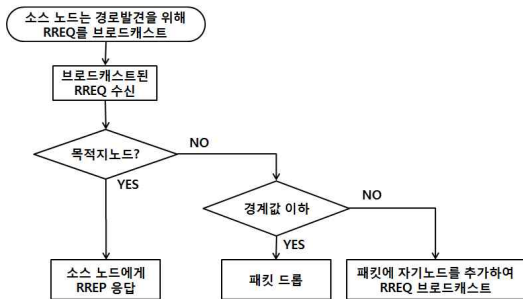 소스 노드는 경로발견을 위해
RREQ를 브로드캐스트
브로드캐스트된
RREQ 수신
목적지노드?
NO
YES
경계값 이하
NO
YES
소스 노드에게
RREP 응답
패킷 드롭
패킷에 자기노드를 추가하여
RREQ 브로드캐스트